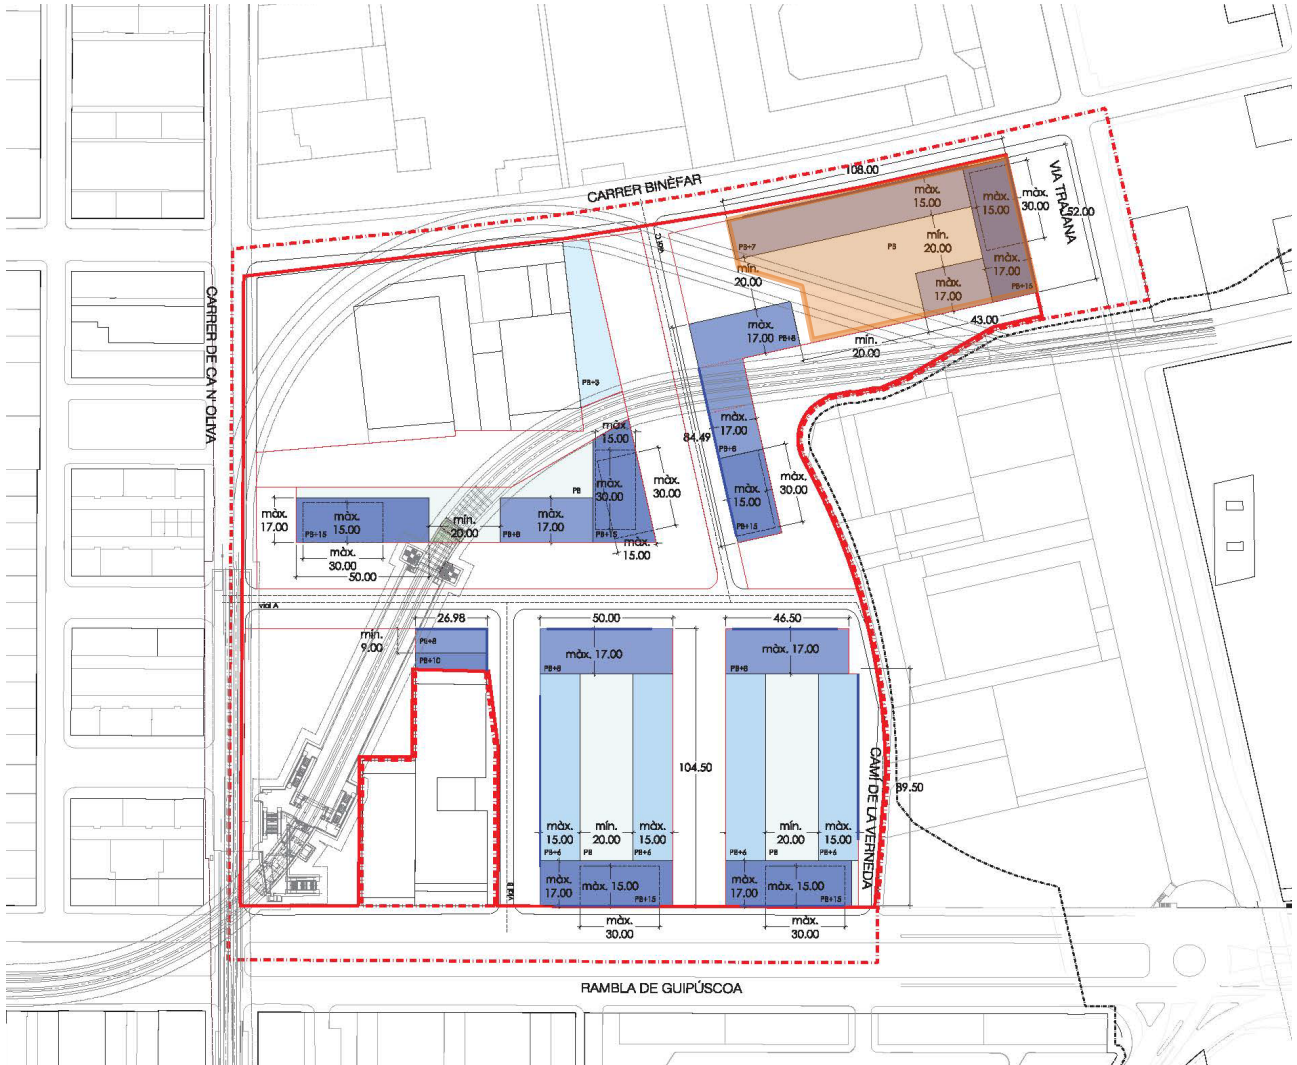 CARRER BINÈFAR
108.00
VIA TRAJANA
52.00
màx.
15.00
màx.
15.00
màx.
30.00
PB+7
PB
mín.
20.00
màx.
17.00
PB+15
màx.
17.00
mín.
20.00
43.00
mín.
20.00
màx.
17.00
PB+8
CARRER DE CA N' OLIVA
PB+3
màx.
17.00
84.49
PB+8
màx.
15.00
màx.
30.00
PB+15
màx.
15.00
màx.
30.00
màx.
30.00
PB
màx.
17.00
màx.
15.00
PB+15
mín.
20.00
màx.
17.00
PB+8
PB+15
màx.
15.00
màx.
30.00
50.00
vial A
26.98
50.00
46.50
mín.
9.00
PB+8
PB+10
màx. 17.00
PB+8
màx. 17.00
PB+8
104.50
89.50
CAMÍ DE LA VERNEDA
màx.
15.00
PB+6
mín.
20.00
PB
màx.
15.00
PB+6
màx.
17.00
màx. 15.00
PB+15
màx.
30.00
màx.
15.00
PB+6
mín.
20.00
PB
màx.
15.00
PB+6
màx.
17.00
màx. 15.00
PB+15
màx.
30.00
RAMBLA DE GUIPÚSCOA